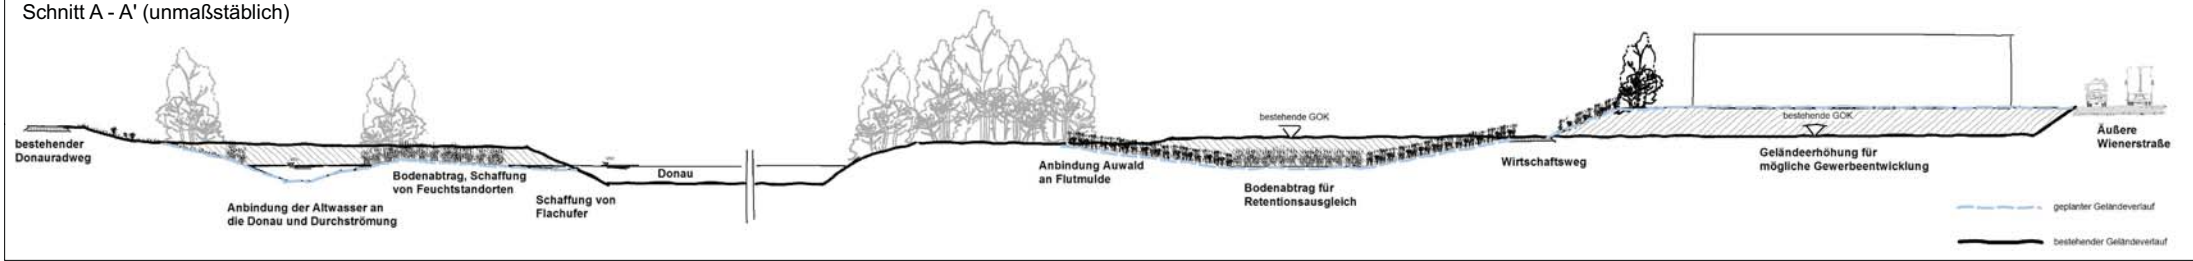 Schnitt A - A' (unmaßstäblich)
bestehender
Donauradweg
Anbindung der Altwasser an
die Donau und Durchströmung
Bodenabtrag, Schaffung
von Feuchtstandorten
Schaffung von
Flachufer
Donau
Anbindung Auwald
an Flutmulde
bestehende GOK
Bodenabtrag für
Retentionsausgleich
Wirtschaftsweg
bestehende GOK
Geländeerhöhung für
mögliche Gewerbeentwicklung
Äußere
Wienerstraße
geplanter Geländeverlauf
bestehender Geländeverlauf